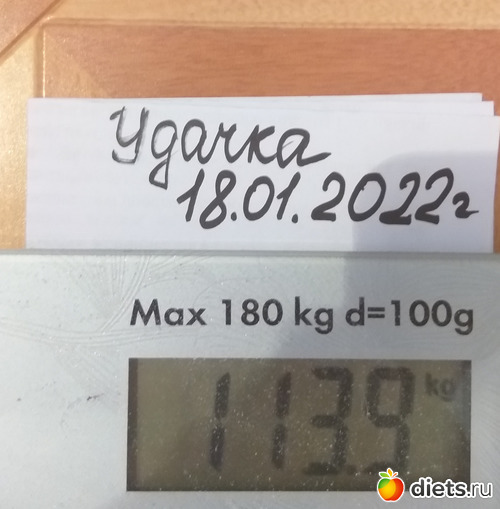 Удачка
18.01.2022г
Max 180 kg d=100g
113.9 kg
diets.ru